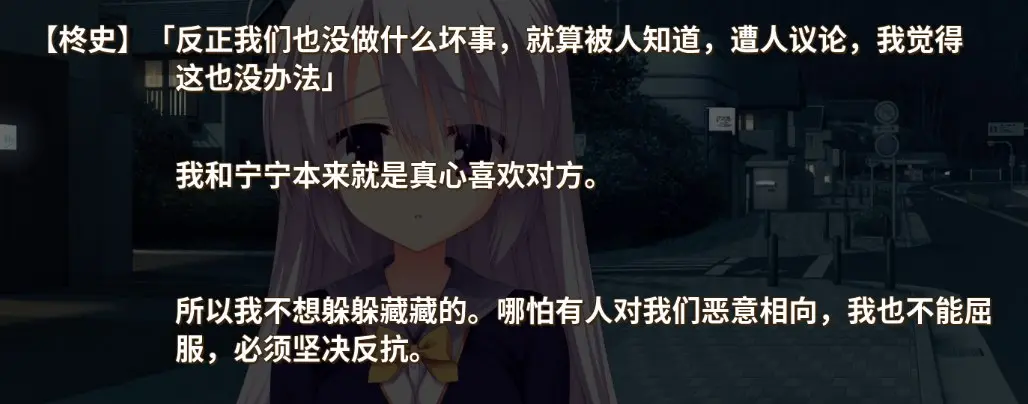 【柊史】「反正我们也没做什么坏事，就算被人知道，遭人议论，我觉得
这也没办法」
我和宁宁本来就是真心喜欢对方。
所以我不想躲躲藏藏的。哪怕有人对我们恶意相向，我也不能屈
服，必须坚决反抗。